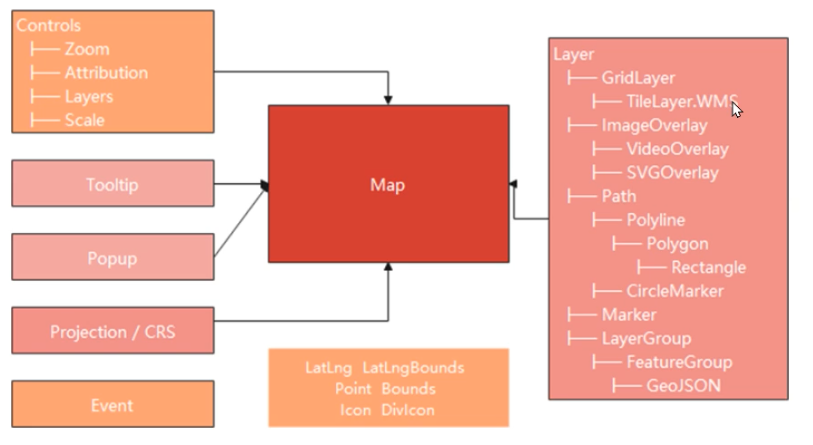 Controls
Zoom
Attribution
Layers
Scale
Tooltip
Popup
Projection / CRS
Event
Map
LatLng LatLngBounds
Point Bounds
Icon DivIcon
Layer
GridLayer
TileLayer.WMS
ImageOverlay
VideoOverlay
SVGOverlay
Path
Polyline
Polygon
Rectangle
CircleMarker
Marker
LayerGroup
FeatureGroup
GeoJSON